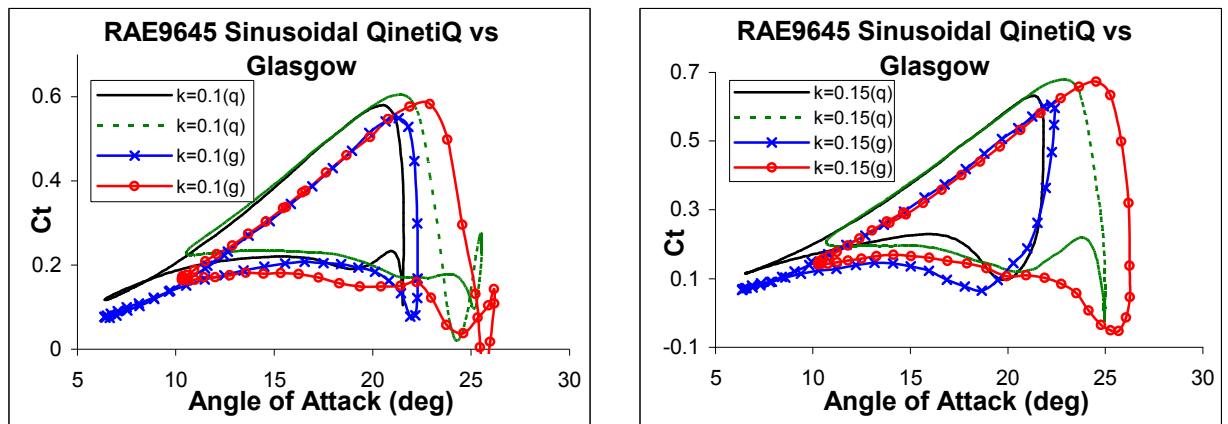 RAE9645 Sinusoidal QinetiQ vs
Glasgow
0.6
0.4
0.2
0
Ct
k=0.1(q)
k=0.1(q)
k=0.1(g)
k=0.1(g)
5 10 15 20 25 30
Angle of Attack (deg)
RAE9645 Sinusoidal QinetiQ vs
Glasgow
0.7
0.5
0.3
0.1
-0.1
Ct
k=0.15(q)
k=0.15(q)
k=0.15(g)
k=0.15(g)
5 10 15 20 25 30
Angle of Attack (deg)